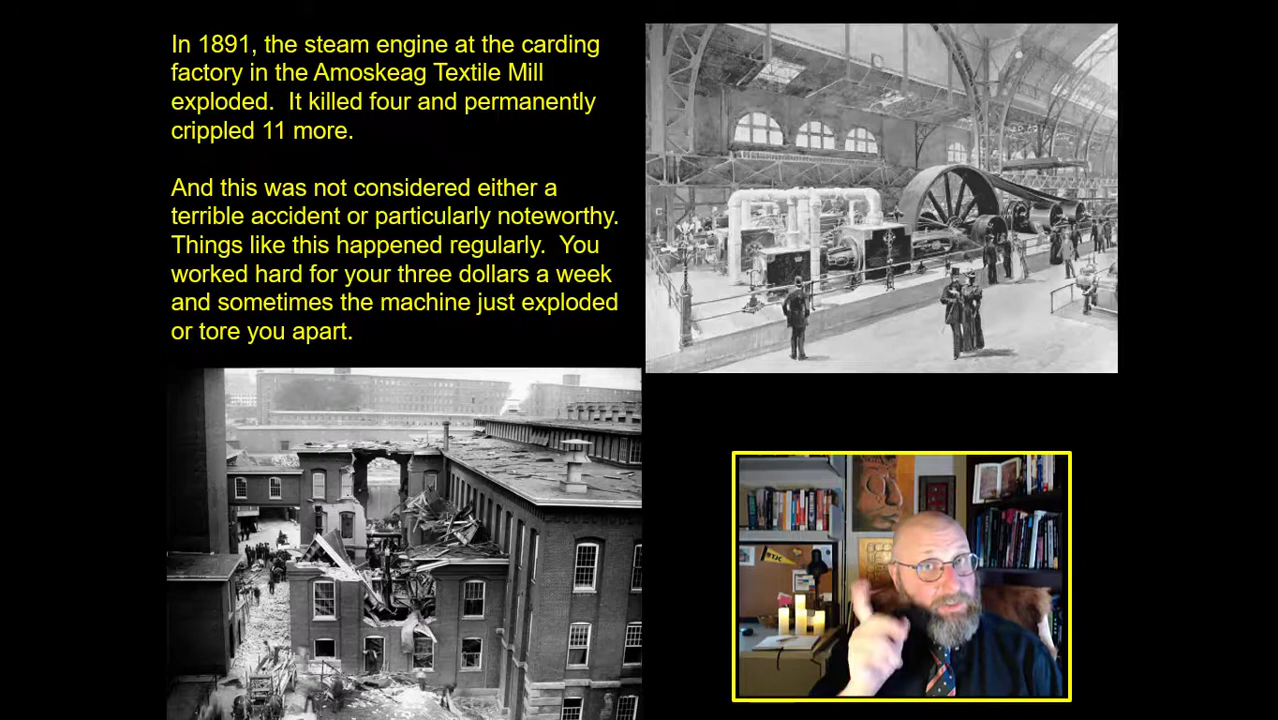 In 1891, the steam engine at the carding
factory in the Amoskeag Textile Mill
exploded.  It killed four and permanently
crippled 11 more.
And this was not considered either a
terrible accident or particularly noteworthy.
Things like this happened regularly.  You
worked hard for your three dollars a week
and sometimes the machine just exploded
or tore you apart.
TJC